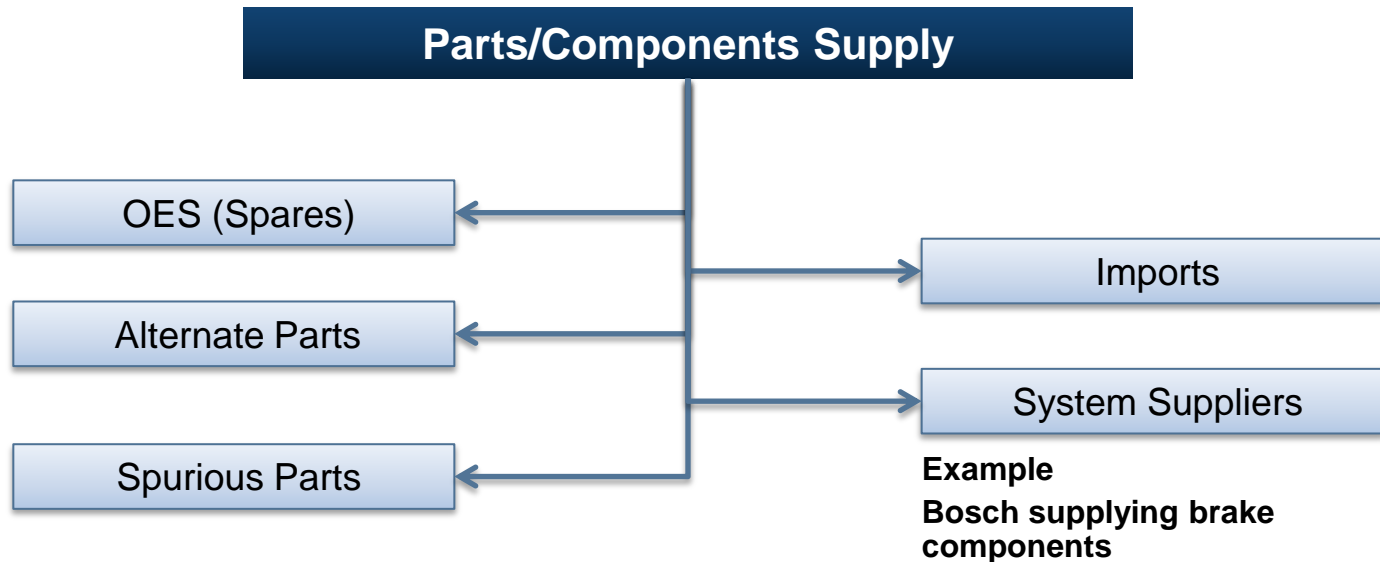 Parts/Components Supply
OES (Spares)
Alternate Parts
Spurious Parts
Imports
System Suppliers
Example
Bosch supplying brake
components